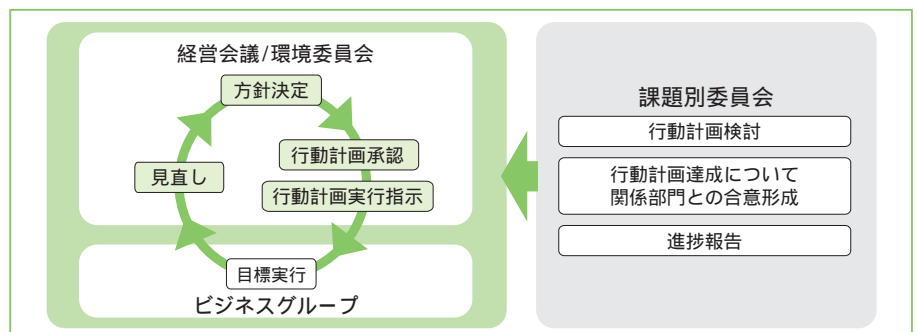 経営会議/環境委員会
方針決定
行動計画承認
行動計画実行指示
見直し
目標実行
ビジネスグループ
課題別委員会
行動計画検討
行動計画達成について
関係部門との合意形成
進捗報告